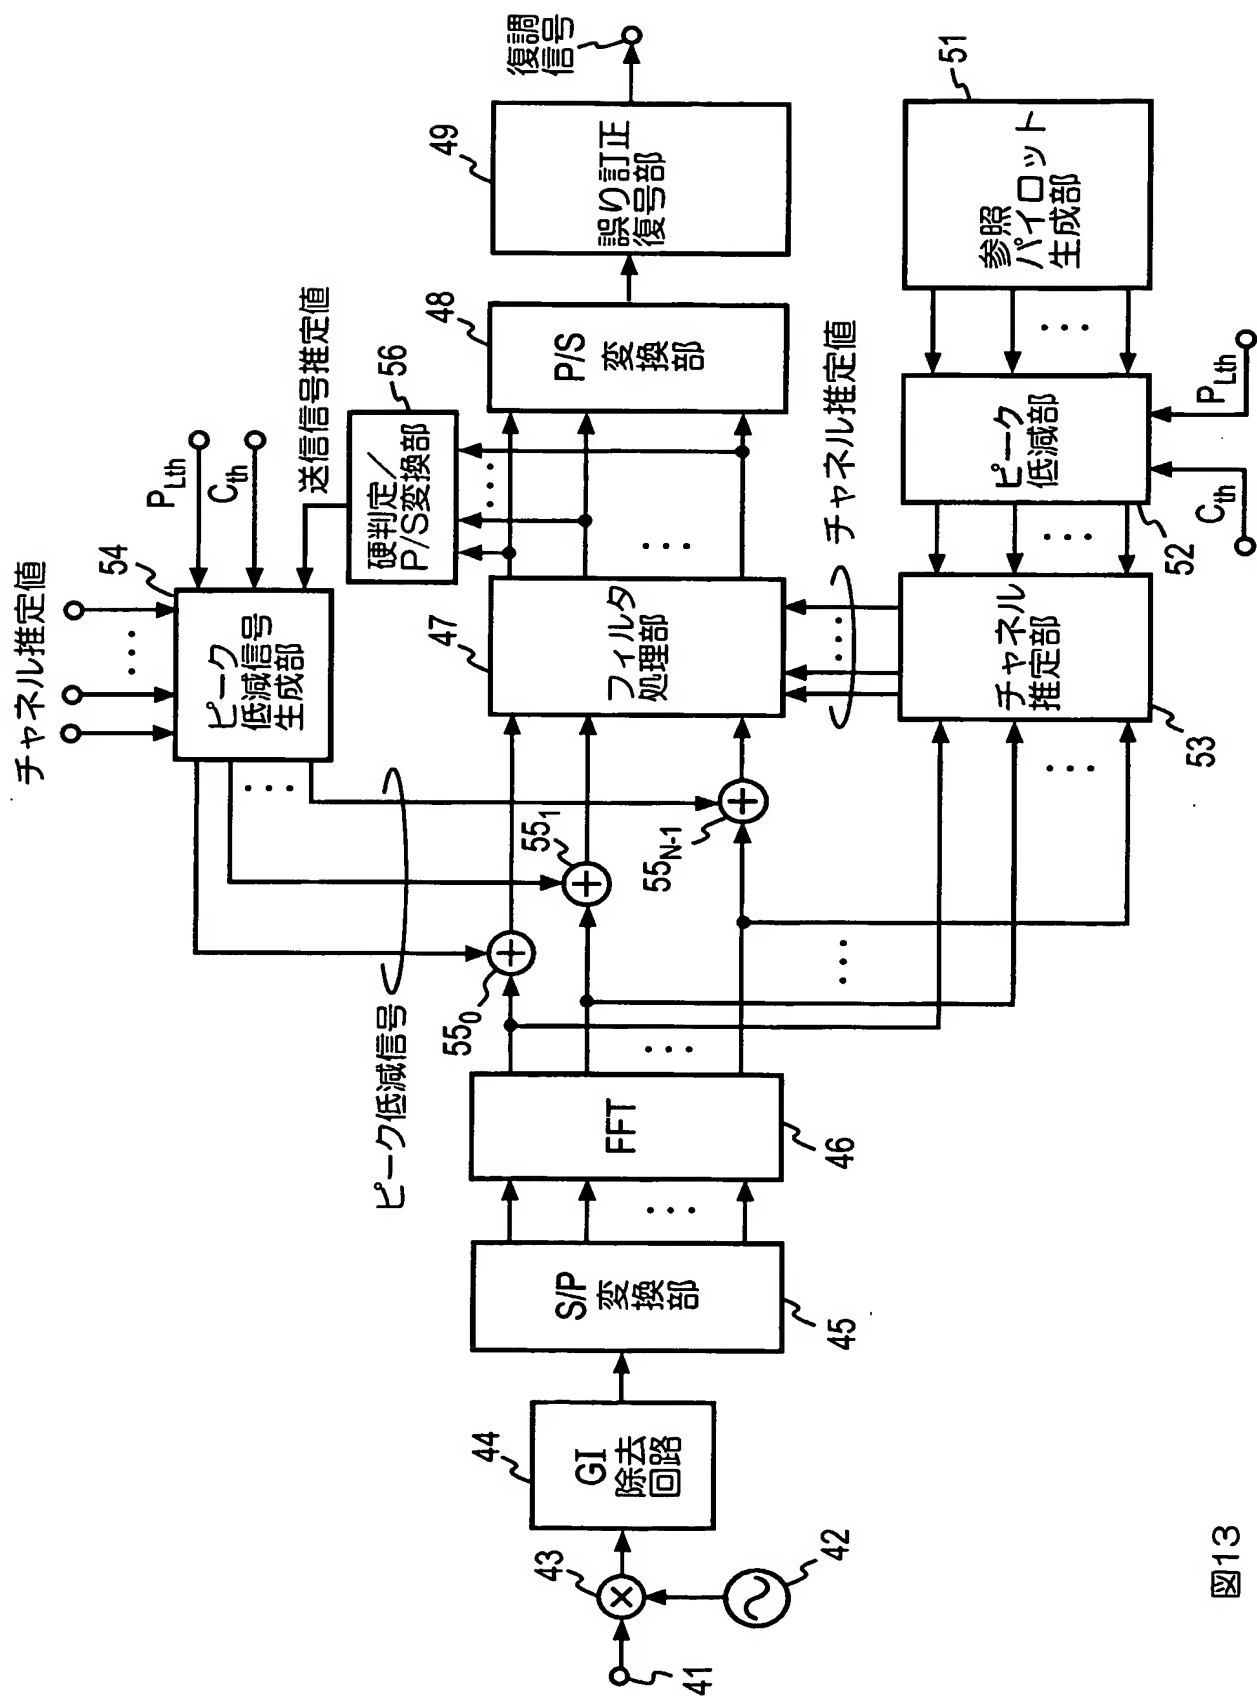 チャネル推定値
54
P_Lth
C_th
ピーク
低減信号
生成部
送信信号推定値
56
硬判定/
P/S変換部
ピーク低減信号
復調
信号
41
42
43
44
GI
除去
回路
45
S/P
変換部
46
FFT
55_0
55_1
55_N-1
47
フィルタ
処理部
48
P/S
変換部
49
誤り訂正
復号部
チャネル推定値
53
チャネル
推定部
52
ピーク
低減部
C_th
P_Lth
51
参照
パイロット
生成部
図13